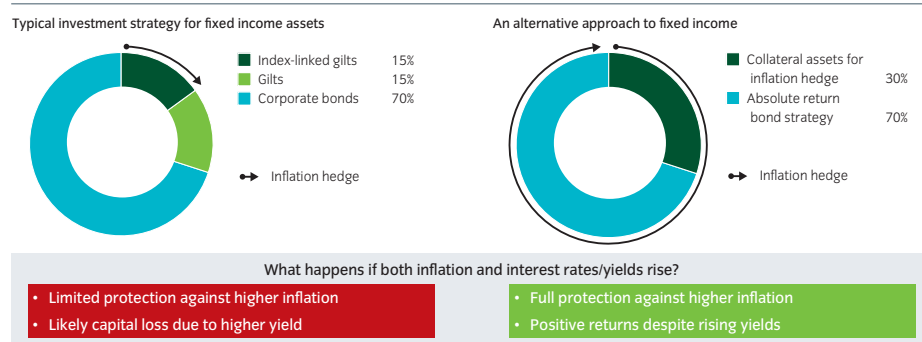 Typical investment strategy for fixed income assets
Index-linked gilts 15%
Gilts 15%
Corporate bonds 70%
Inflation hedge
An alternative approach to fixed income
Collateral assets for
inflation hedge 30%
Absolute return
bond strategy 70%
Inflation hedge
What happens if both inflation and interest rates/yields rise?
• Limited protection against higher inflation
• Likely capital loss due to higher yield
• Full protection against higher inflation
• Positive returns despite rising yields